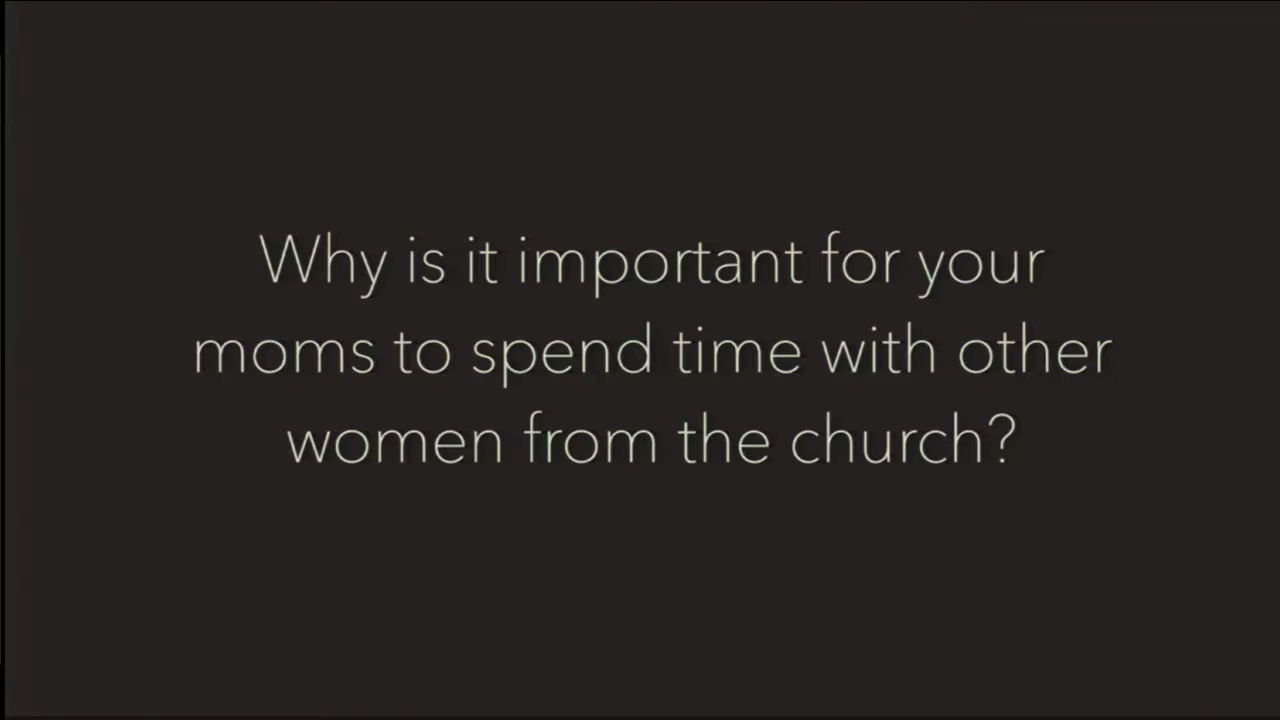 Why is it important for your
moms to spend time with other
women from the church?